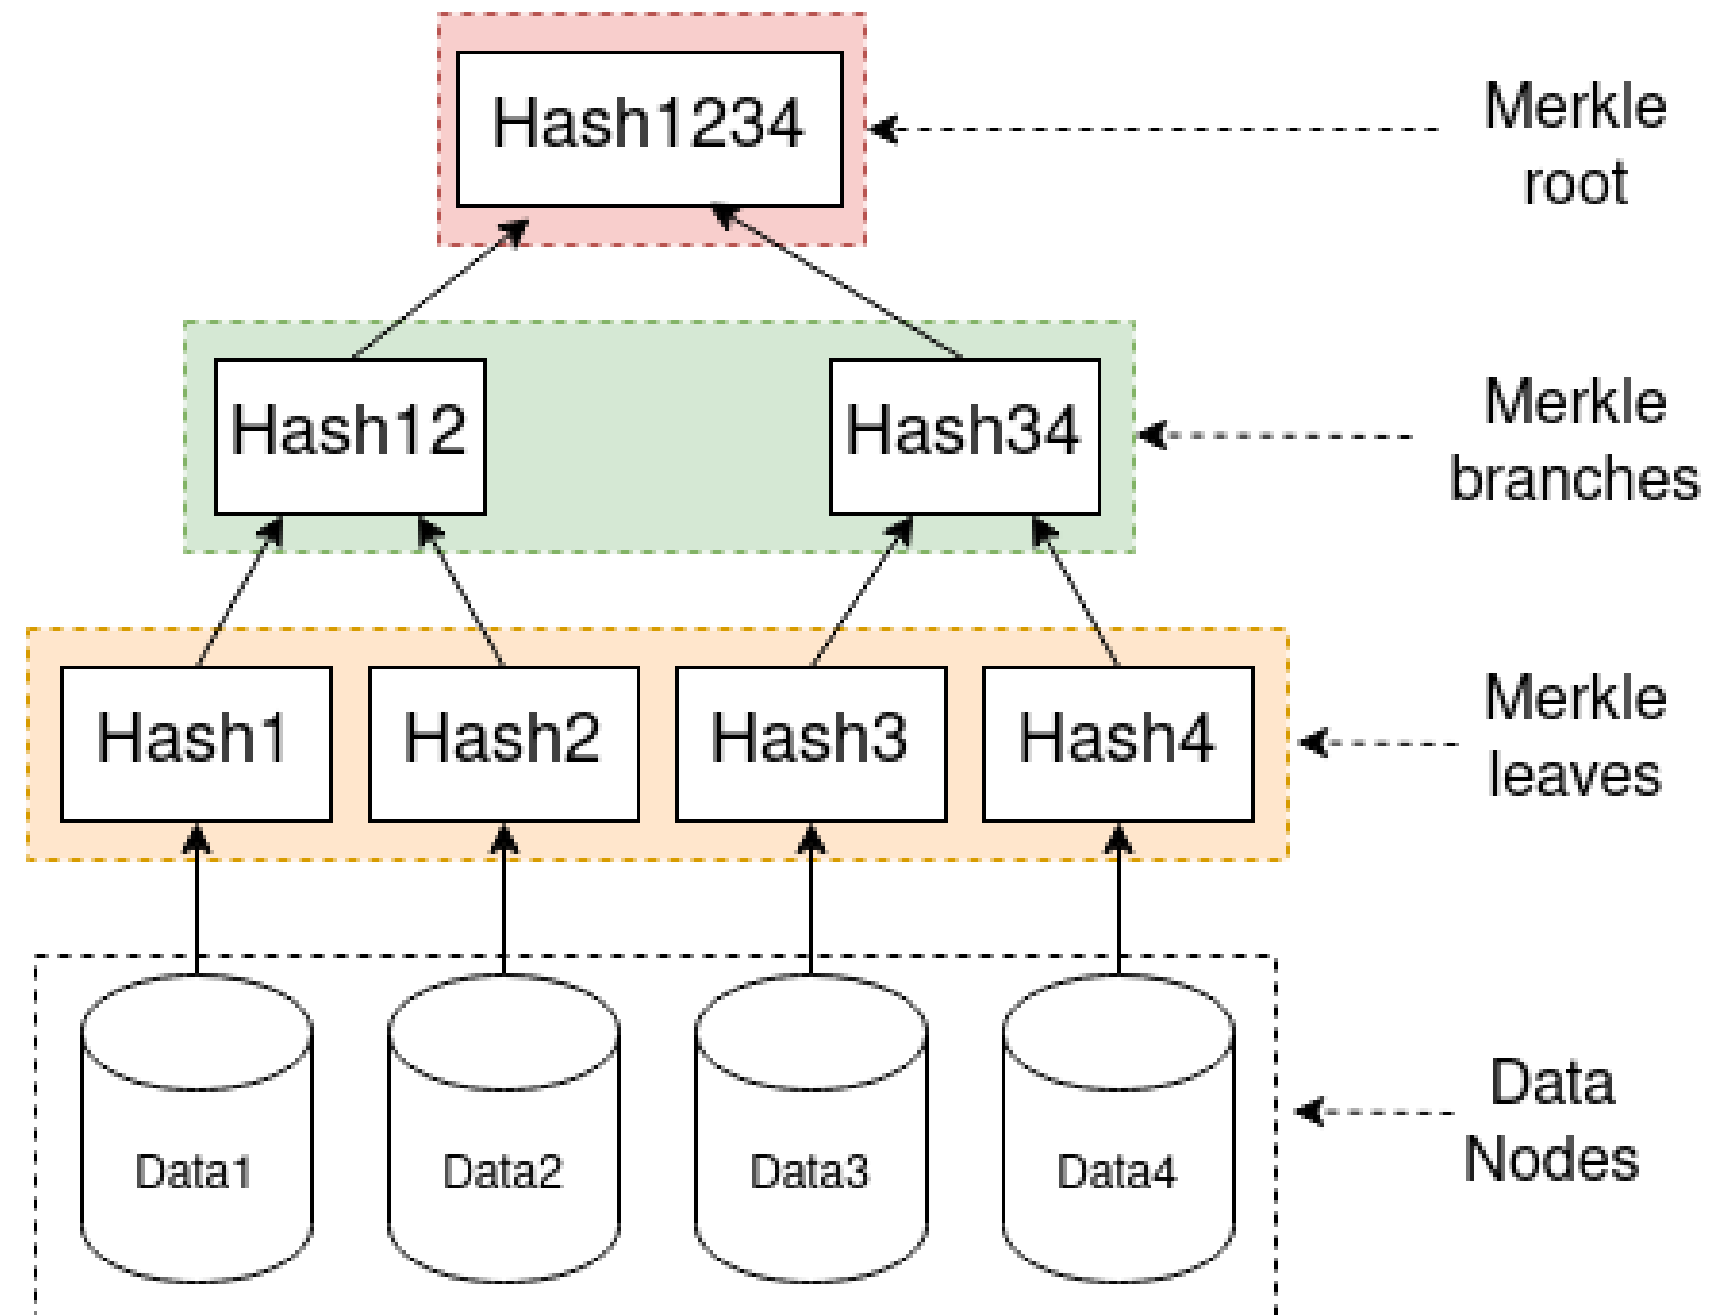 Hash1234
Merkle
root
Hash12
Hash34
Merkle
branches
Hash1
Hash2
Hash3
Hash4
Merkle
leaves
Data1
Data2
Data3
Data4
Data
Nodes